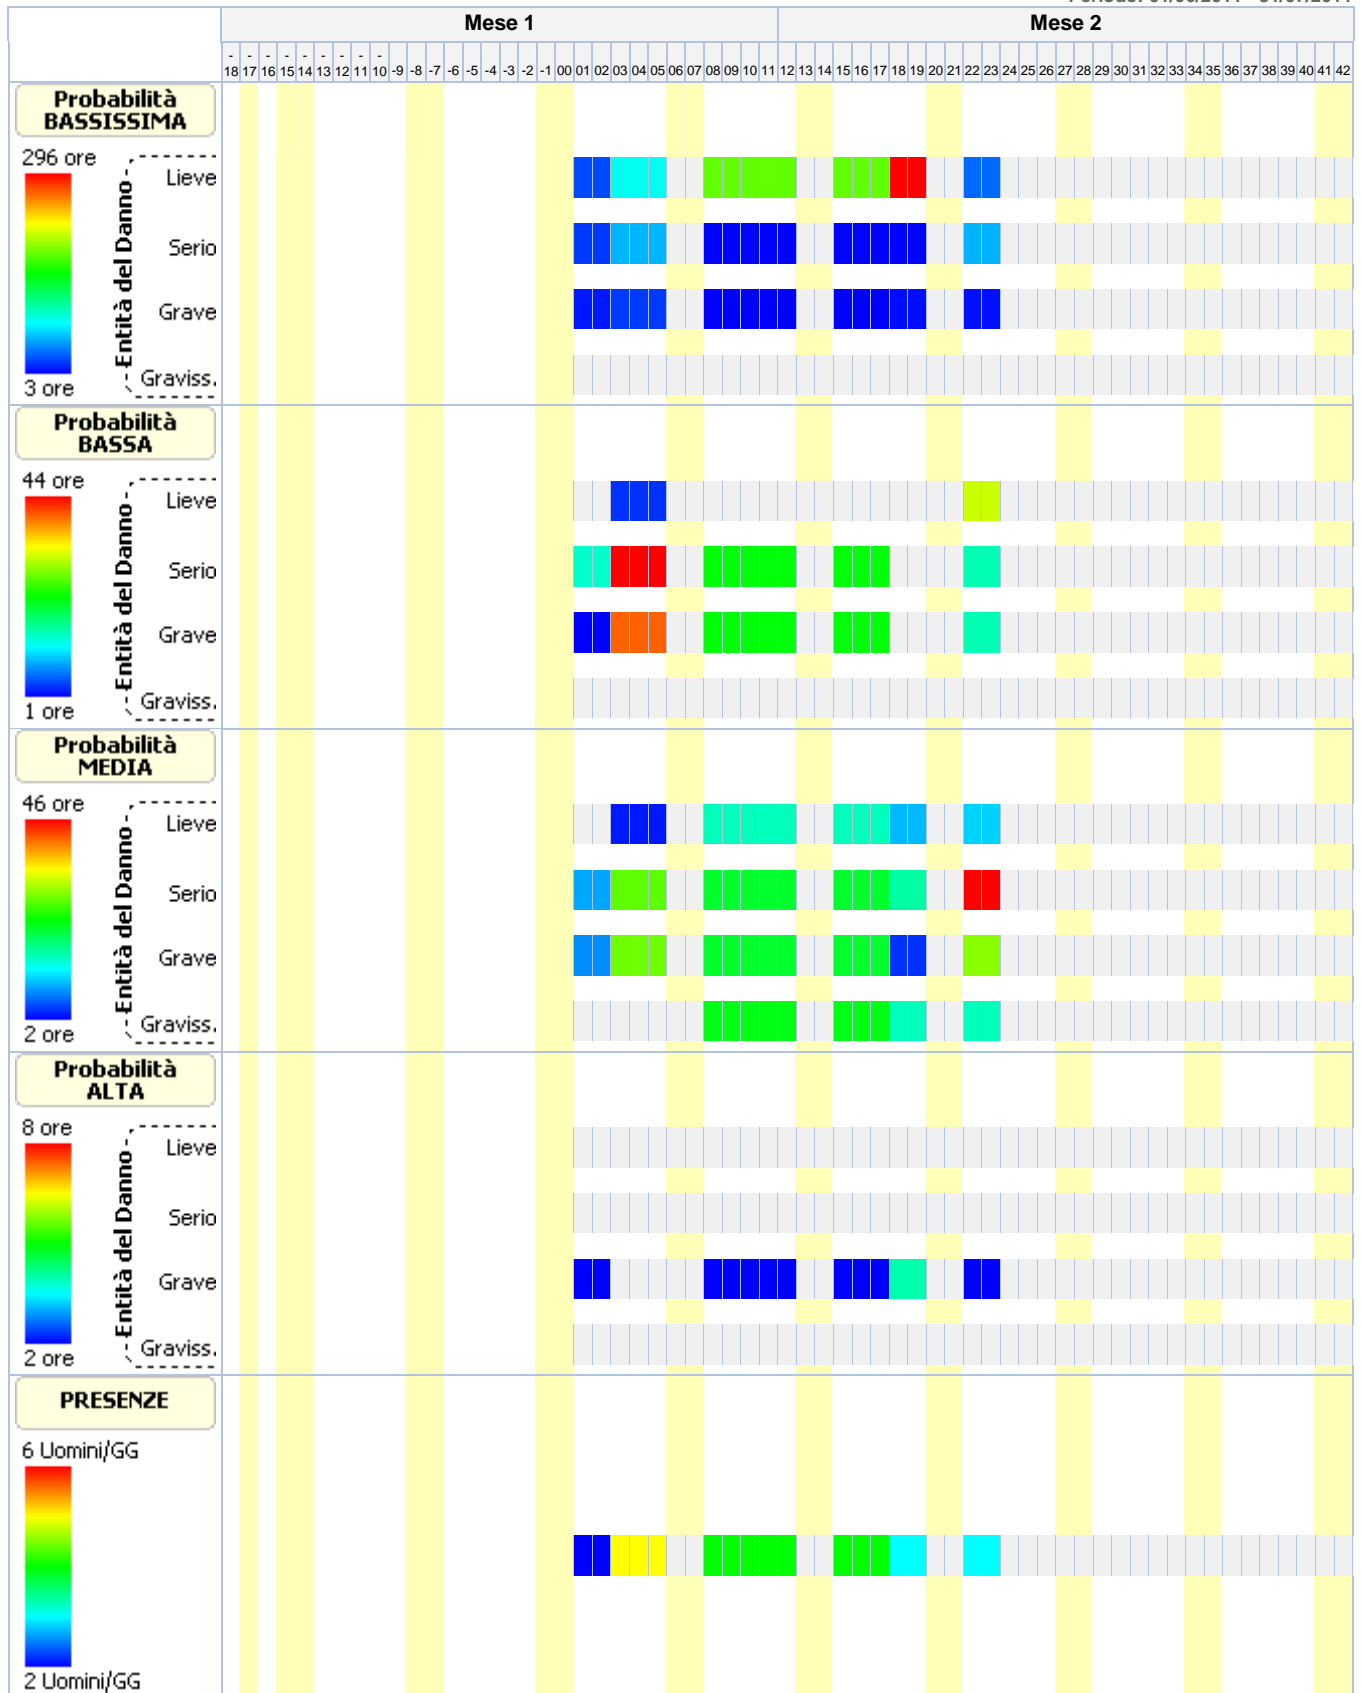 Mese 1 Mese 2
- - - - - - - - -
18 17 16 15 14 13 12 11 10 -9 -8 -7 -6 -5 -4 -3 -2 -1 00 01 02 03 04 05 06 07 08 09 10 11 12 13 14 15 16 17 18 19 20 21 22 23 24 25 26 27 28 29 30 31 32 33 34 35 36 37 38 39 40 41 42
Probabilità
BASSISSIMA
296 ore
Entità del Danno
Lieve
Serio
Grave
Graviss.
3 ore
Probabilità
BASSA
44 ore
Entità del Danno
Lieve
Serio
Grave
Graviss.
1 ore
Probabilità
MEDIA
46 ore
Entità del Danno
Lieve
Serio
Grave
Graviss.
2 ore
Probabilità
ALTA
8 ore
Entità del Danno
Lieve
Serio
Grave
Graviss.
2 ore
PRESENZE
6 Uomini/GG
2 Uomini/GG